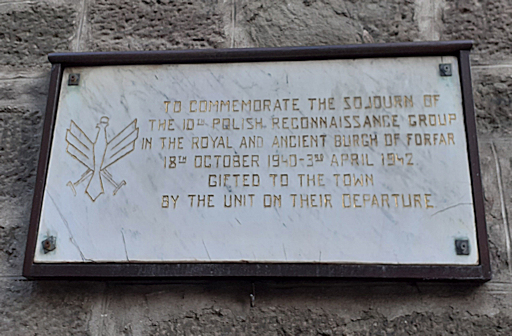 TO COMMEMORATE THE SOJOURN OF
THE 10TH POLISH RECONNAISSANCE GROUP
IN THE ROYAL AND ANCIENT BURGH OF FORFAR
18TH OCTOBER 1940-3RD APRIL 1942.
GIFTED TO THE TOWN
BY THE UNIT ON THEIR DEPARTURE